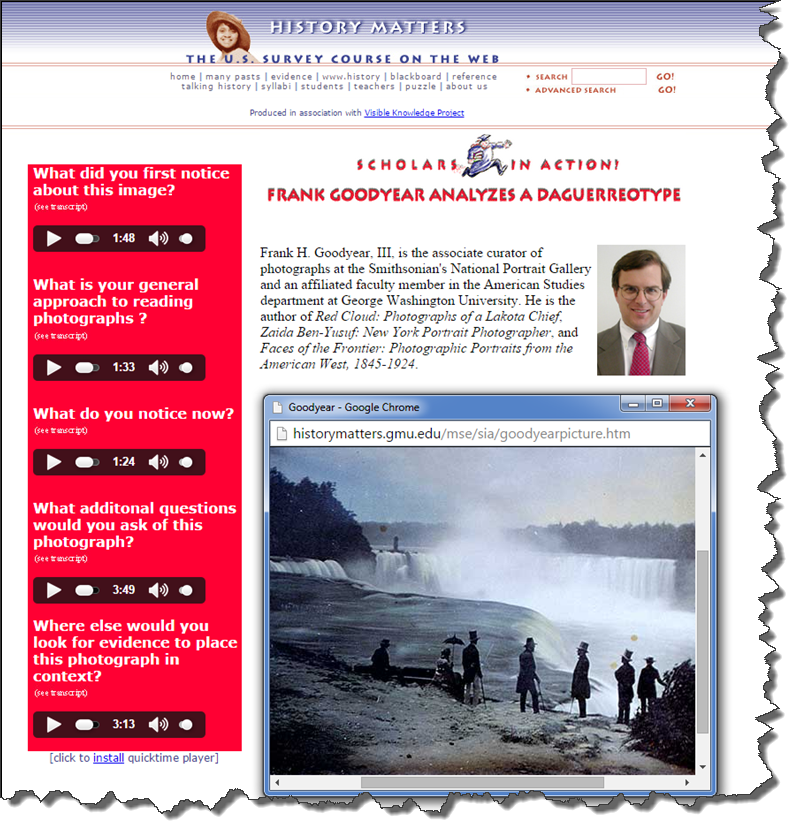 HISTORY MATTERS
THE U.S. SURVEY COURSE ON THE WEB
home | many pasts | evidence | www.history | blackboard | reference
talking history | syllabi | students | teachers | puzzle | about us
• SEARCH GO!
• ADVANCED SEARCH GO!
Produced in association with Visible Knowledge Project
SCHOLARS IN ACTION!
FRANK GOODYEAR ANALYZES A DAGUERREOTYPE
What did you first notice
about this image?
(see transcript)
1:48
What is your general
approach to reading
photographs ?
(see transcript)
1:33
What do you notice now?
(see transcript)
1:24
What additonal questions
would you ask of this
photograph?
(see transcript)
3:49
Where else would you
look for evidence to place
this photograph in
context?
(see transcript)
3:13
[click to install quicktime player]
Frank H. Goodyear, III, is the associate curator of
photographs at the Smithsonian's National Portrait Gallery
and an affiliated faculty member in the American Studies
department at George Washington University. He is the
author of Red Cloud: Photographs of a Lakota Chief,
Zaida Ben-Yusuf: New York Portrait Photographer, and
Faces of the Frontier: Photographic Portraits from the
American West, 1845-1924.
Goodyear - Google Chrome
historymatters.gmu.edu/mse/sia/goodyearpicture.htm